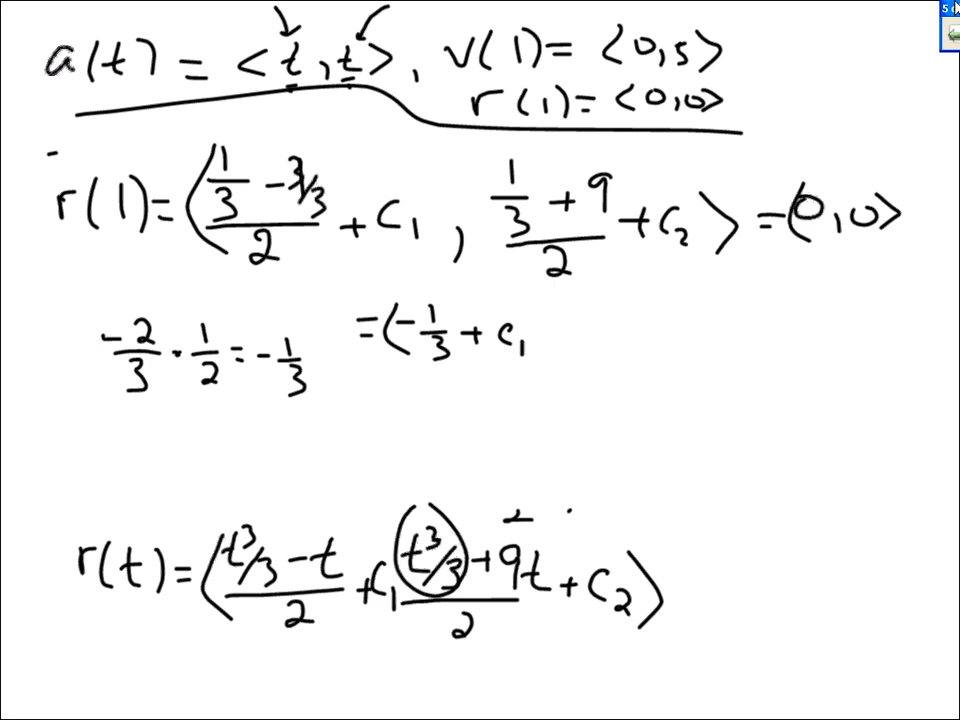 a(t) = <t, t>, v(1) = <0, 5>
r(1) = <0, 0>
r(1) = <(1/3 - 3/3)/2 + c₁, (1/3 + 9)/2 + c₂> = <0, 0>
-2/3 · 1/2 = -1/3
= <-1/3 + c₁
r(t) = <(t³/3 - t)/2 + c₁ (t³/3 + 9t)/2 + c₂>